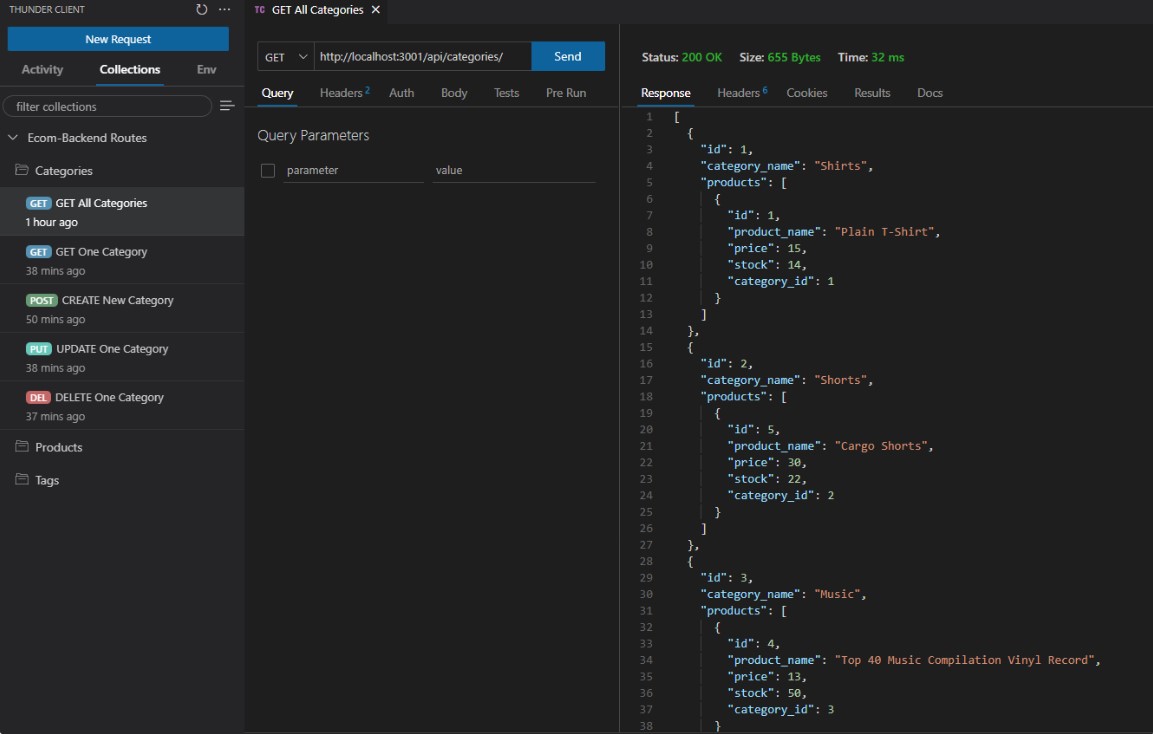 THUNDER CLIENT
New Request
Activity Collections Env
filter collections
Ecom-Backend Routes
Categories
GET GET All Categories
1 hour ago
GET GET One Category
38 mins ago
POST CREATE New Category
50 mins ago
PUT UPDATE One Category
38 mins ago
DEL DELETE One Category
37 mins ago
Products
Tags
TC GET All Categories
GET http://localhost:3001/api/categories/ Send
Query Headers 2 Auth Body Tests Pre Run
Query Parameters
parameter value
Status: 200 OK Size: 655 Bytes Time: 32 ms
Response Headers 6 Cookies Results Docs
1 [
2 {
3 "id": 1,
4 "category_name": "Shirts",
5 "products": [
6 {
7 "id": 1,
8 "product_name": "Plain T-Shirt",
9 "price": 15,
10 "stock": 14,
11 "category_id": 1
12 }
13 ]
14 },
15 {
16 "id": 2,
17 "category_name": "Shorts",
18 "products": [
19 {
20 "id": 5,
21 "product_name": "Cargo Shorts",
22 "price": 30,
23 "stock": 22,
24 "category_id": 2
25 }
26 ]
27 },
28 {
29 "id": 3,
30 "category_name": "Music",
31 "products": [
32 {
33 "id": 4,
34 "product_name": "Top 40 Music Compilation Vinyl Record",
35 "price": 13,
36 "stock": 50,
37 "category_id": 3
38 }